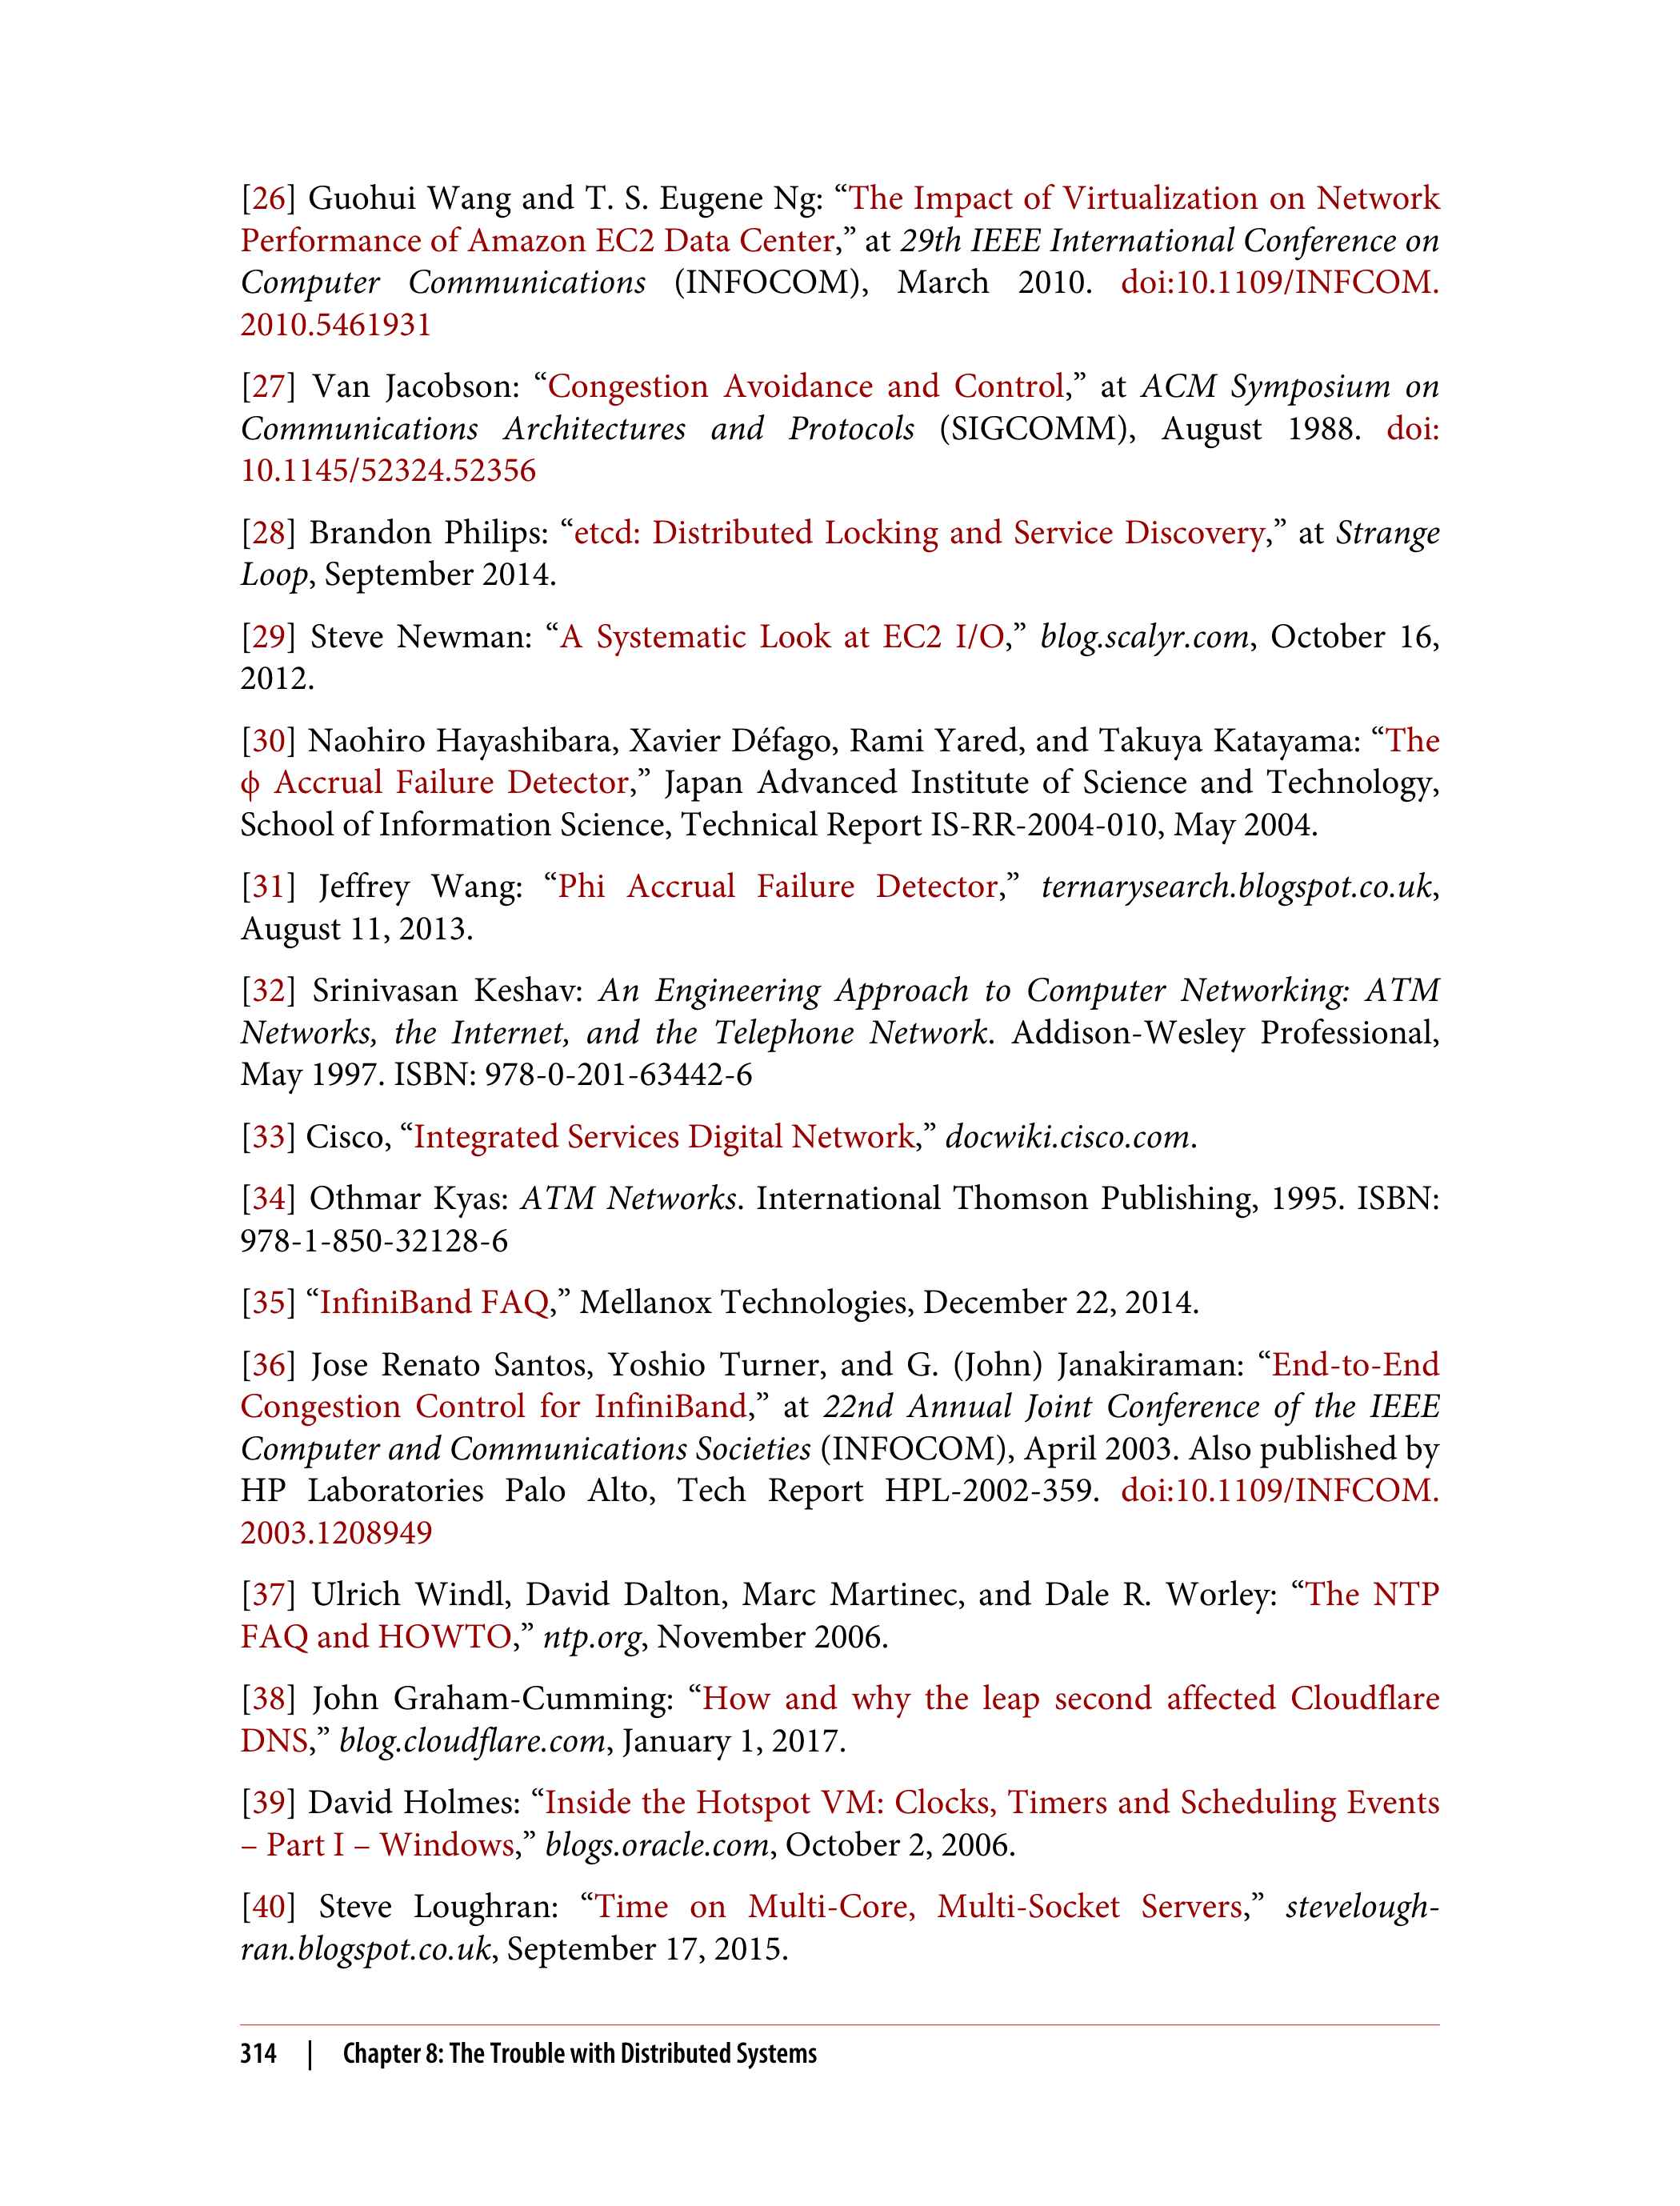 [26] Guohui Wang and T. S. Eugene Ng: “The Impact of Virtualization on Network
Performance of Amazon EC2 Data Center,” at 29th IEEE International Conference on
Computer Communications (INFOCOM), March 2010. doi:10.1109/INFCOM.
2010.5461931
[27] Van Jacobson: “Congestion Avoidance and Control,” at ACM Symposium on
Communications Architectures and Protocols (SIGCOMM), August 1988. doi:
10.1145/52324.52356
[28] Brandon Philips: “etcd: Distributed Locking and Service Discovery,” at Strange
Loop, September 2014.
[29] Steve Newman: “A Systematic Look at EC2 I/O,” blog.scalyr.com, October 16,
2012.
[30] Naohiro Hayashibara, Xavier Défago, Rami Yared, and Takuya Katayama: “The
ϕ Accrual Failure Detector,” Japan Advanced Institute of Science and Technology,
School of Information Science, Technical Report IS-RR-2004-010, May 2004.
[31] Jeffrey Wang: “Phi Accrual Failure Detector,” ternarysearch.blogspot.co.uk,
August 11, 2013.
[32] Srinivasan Keshav: An Engineering Approach to Computer Networking: ATM
Networks, the Internet, and the Telephone Network. Addison-Wesley Professional,
May 1997. ISBN: 978-0-201-63442-6
[33] Cisco, “Integrated Services Digital Network,” docwiki.cisco.com.
[34] Othmar Kyas: ATM Networks. International Thomson Publishing, 1995. ISBN:
978-1-850-32128-6
[35] “InfiniBand FAQ,” Mellanox Technologies, December 22, 2014.
[36] Jose Renato Santos, Yoshio Turner, and G. (John) Janakiraman: “End-to-End
Congestion Control for InfiniBand,” at 22nd Annual Joint Conference of the IEEE
Computer and Communications Societies (INFOCOM), April 2003. Also published by
HP Laboratories Palo Alto, Tech Report HPL-2002-359. doi:10.1109/INFCOM.
2003.1208949
[37] Ulrich Windl, David Dalton, Marc Martinec, and Dale R. Worley: “The NTP
FAQ and HOWTO,” ntp.org, November 2006.
[38] John Graham-Cumming: “How and why the leap second affected Cloudflare
DNS,” blog.cloudflare.com, January 1, 2017.
[39] David Holmes: “Inside the Hotspot VM: Clocks, Timers and Scheduling Events
– Part I – Windows,” blogs.oracle.com, October 2, 2006.
[40] Steve Loughran: “Time on Multi-Core, Multi-Socket Servers,” stevelough‐
ran.blogspot.co.uk, September 17, 2015.
314 | Chapter 8: The Trouble with Distributed Systems